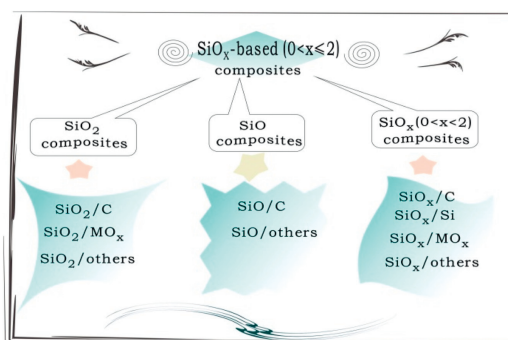 SiOₓ-based (0<x≤2)
composites
SiO₂
composites
SiO
composites
SiOₓ(0<x<2)
composites
SiO₂/C
SiO₂/MOₓ
SiO₂/others
SiO/C
SiO/others
SiOₓ/C
SiOₓ/Si
SiOₓ/MOₓ
SiOₓ/others